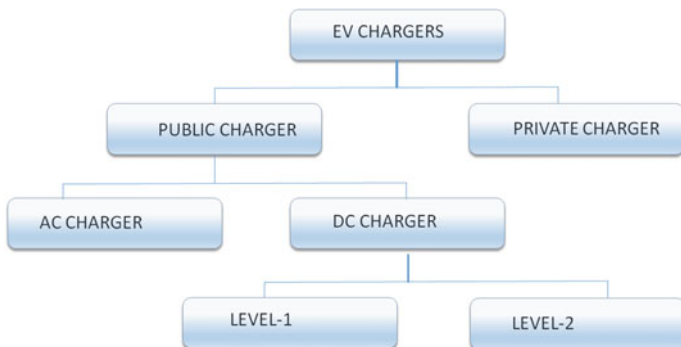 EV CHARGERS
PUBLIC CHARGER
PRIVATE CHARGER
AC CHARGER
DC CHARGER
LEVEL-1
LEVEL-2